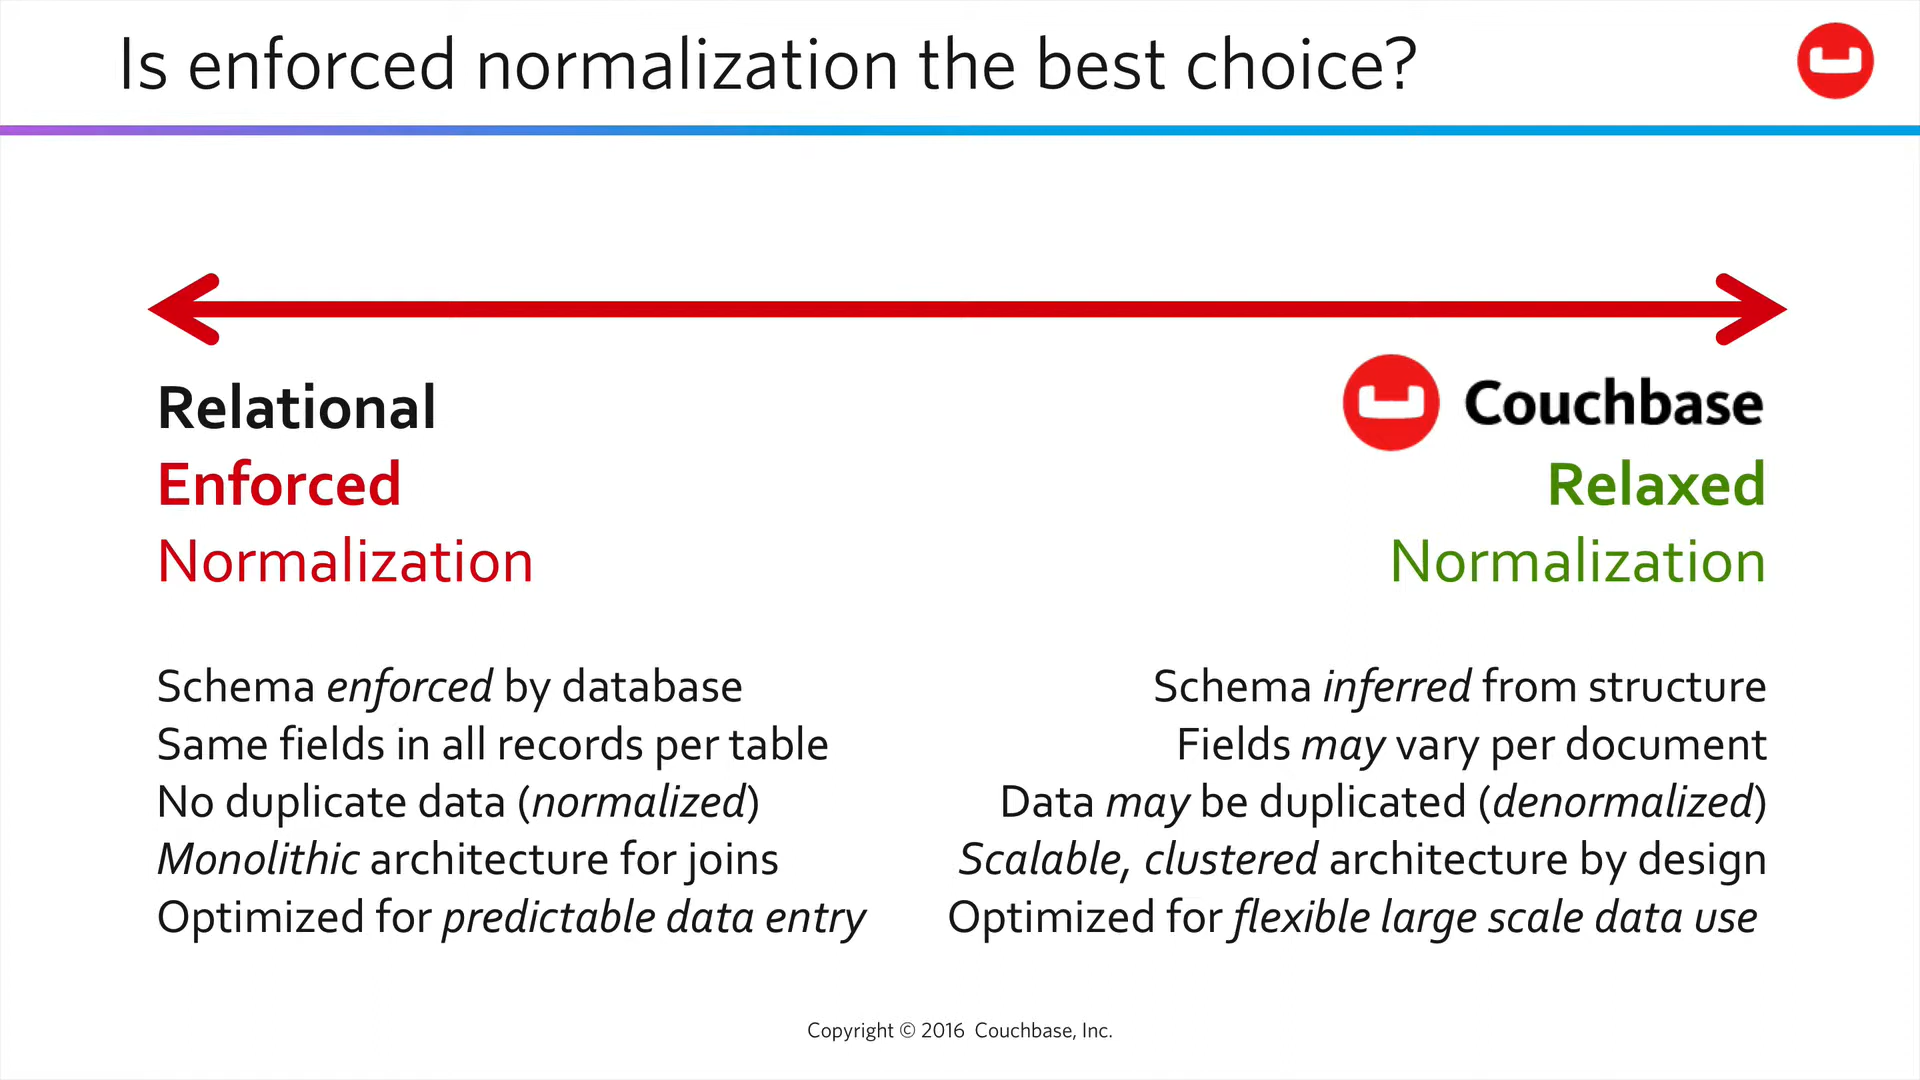 Is enforced normalization the best choice?
Relational
Enforced
Normalization
Schema enforced by database
Same fields in all records per table
No duplicate data (normalized)
Monolithic architecture for joins
Optimized for predictable data entry
Couchbase
Relaxed
Normalization
Schema inferred from structure
Fields may vary per document
Data may be duplicated (denormalized)
Scalable, clustered architecture by design
Optimized for flexible large scale data use
Copyright © 2016 Couchbase, Inc.